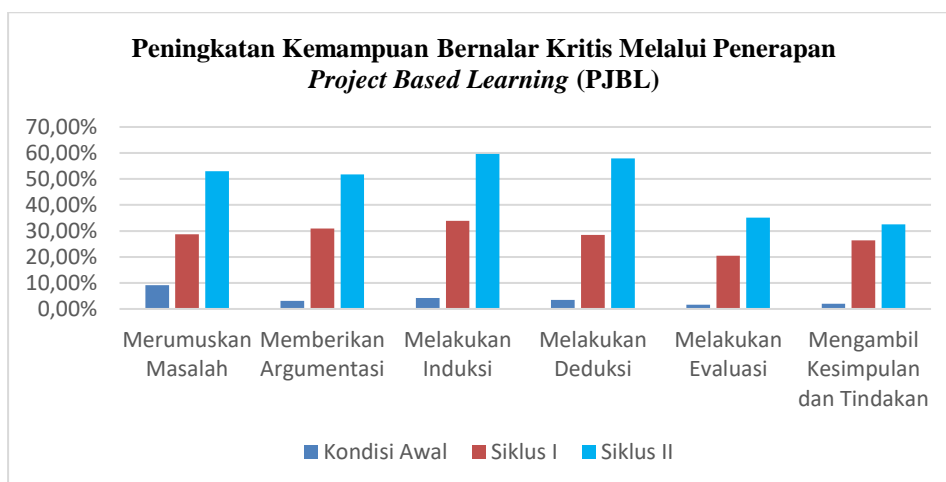 Peningkatan Kemampuan Bernalar Kritis Melalui Penerapan
Project Based Learning (PJBL)
70,00%
60,00%
50,00%
40,00%
30,00%
20,00%
10,00%
0,00%
Merumuskan Masalah
Memberikan Argumentasi
Melakukan Induksi
Melakukan Deduksi
Melakukan Evaluasi
Mengambil Kesimpulan dan Tindakan
Kondisi Awal Siklus I Siklus II